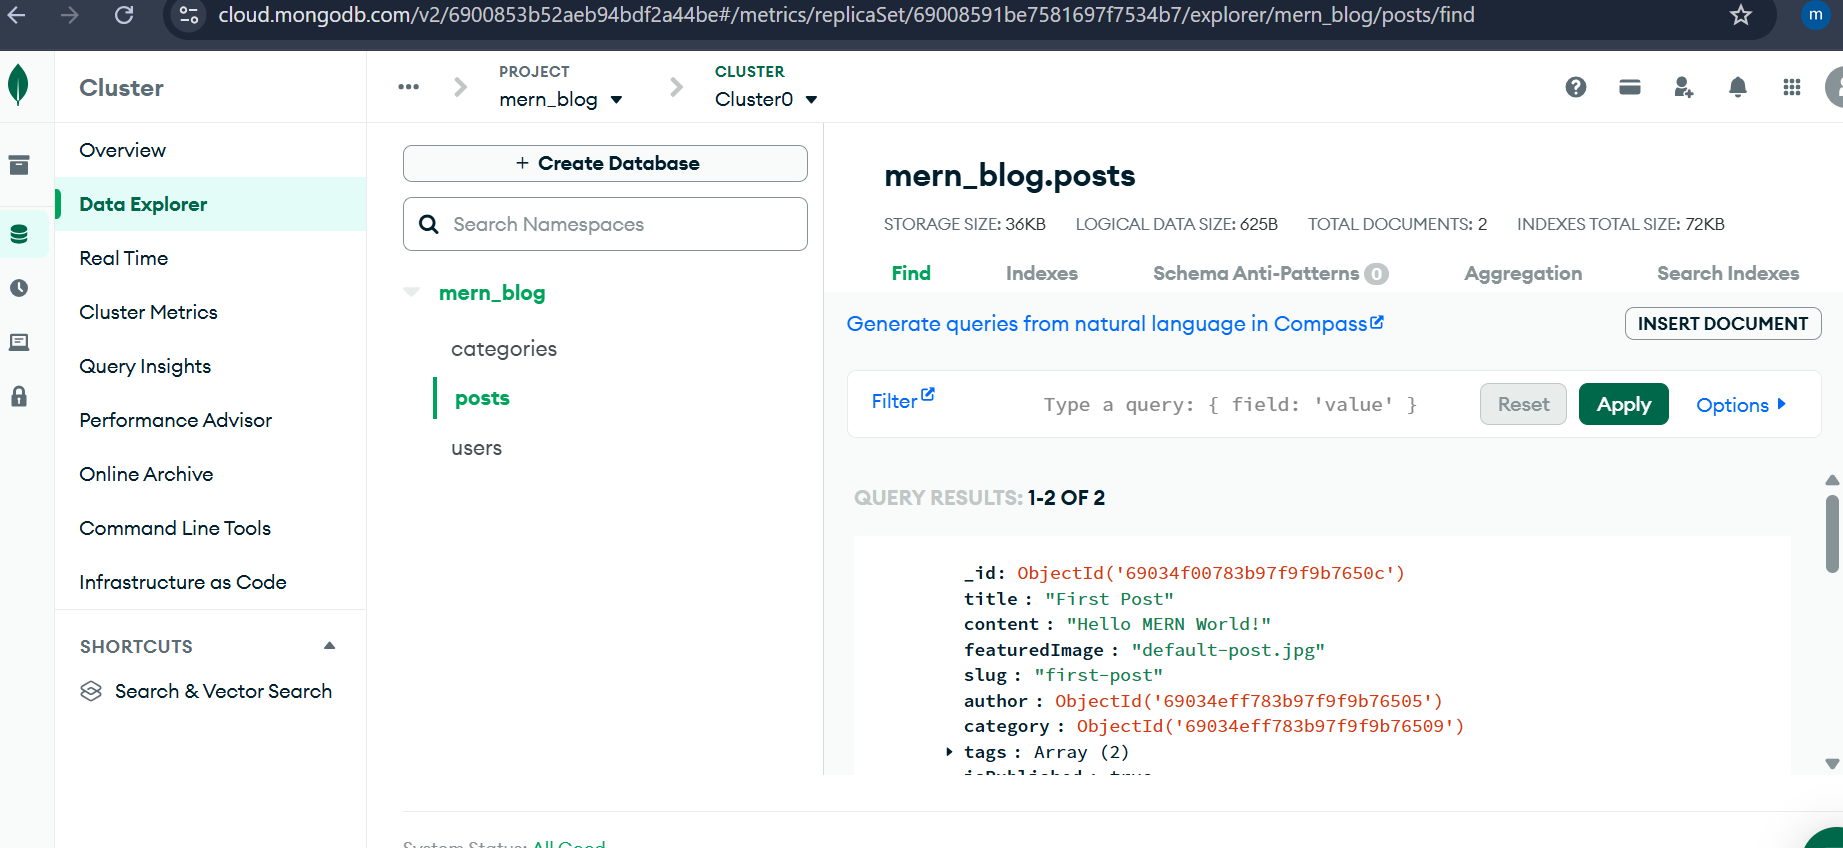 cloud.mongodb.com/v2/6900853b52aeb94bdf2a44be#/metrics/replicaSet/69008591be7581697f7534b7/explorer/mern_blog/posts/find
m
Cluster
PROJECT
mern_blog
CLUSTER
Cluster0
Overview
Data Explorer
Real Time
Cluster Metrics
Query Insights
Performance Advisor
Online Archive
Command Line Tools
Infrastructure as Code
SHORTCUTS
Search & Vector Search
+ Create Database
Search Namespaces
mern_blog
categories
posts
users
mern_blog.posts
STORAGE SIZE: 36KB LOGICAL DATA SIZE: 625B TOTAL DOCUMENTS: 2 INDEXES TOTAL SIZE: 72KB
Find Indexes Schema Anti-Patterns 0 Aggregation Search Indexes
Generate queries from natural language in Compass
INSERT DOCUMENT
Filter
Type a query: { field: 'value' }
Reset
Apply
Options
QUERY RESULTS: 1-2 OF 2
_id: ObjectId('69034f00783b97f9f9b7650c')
title : "First Post"
content : "Hello MERN World!"
featuredImage : "default-post.jpg"
slug : "first-post"
author : ObjectId('69034eff783b97f9f9b76505')
category : ObjectId('69034eff783b97f9f9b76509')
tags : Array (2)
isPublished : true
System Status: All Good